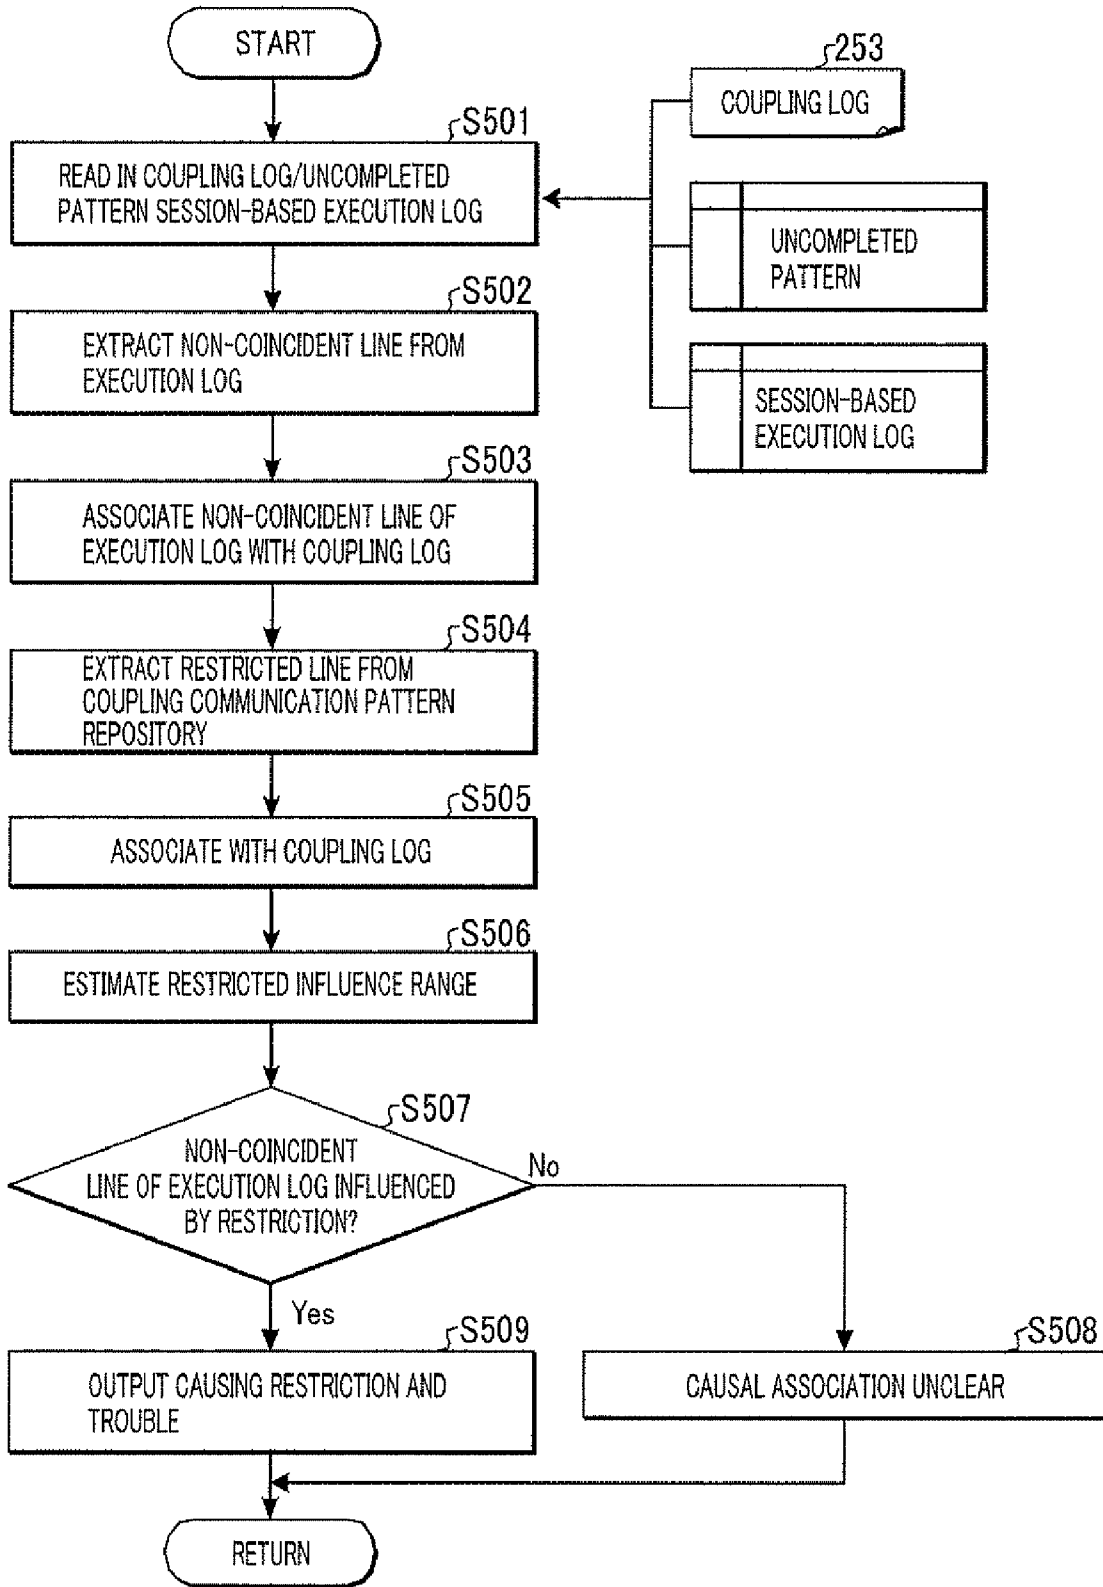 START
253
COUPLING LOG
S501
READ IN COUPLING LOG/UNCOMPLETED
PATTERN SESSION-BASED EXECUTION LOG
UNCOMPLETED
PATTERN
S502
EXTRACT NON-COINCIDENT LINE FROM
EXECUTION LOG
SESSION-BASED
EXECUTION LOG
S503
ASSOCIATE NON-COINCIDENT LINE OF
EXECUTION LOG WITH COUPLING LOG
S504
EXTRACT RESTRICTED LINE FROM
COUPLING COMMUNICATION PATTERN
REPOSITORY
S505
ASSOCIATE WITH COUPLING LOG
S506
ESTIMATE RESTRICTED INFLUENCE RANGE
S507
NON-COINCIDENT
LINE OF EXECUTION LOG INFLUENCED
BY RESTRICTION?
No
Yes
S509
OUTPUT CAUSING RESTRICTION AND
TROUBLE
S508
CAUSAL ASSOCIATION UNCLEAR
RETURN